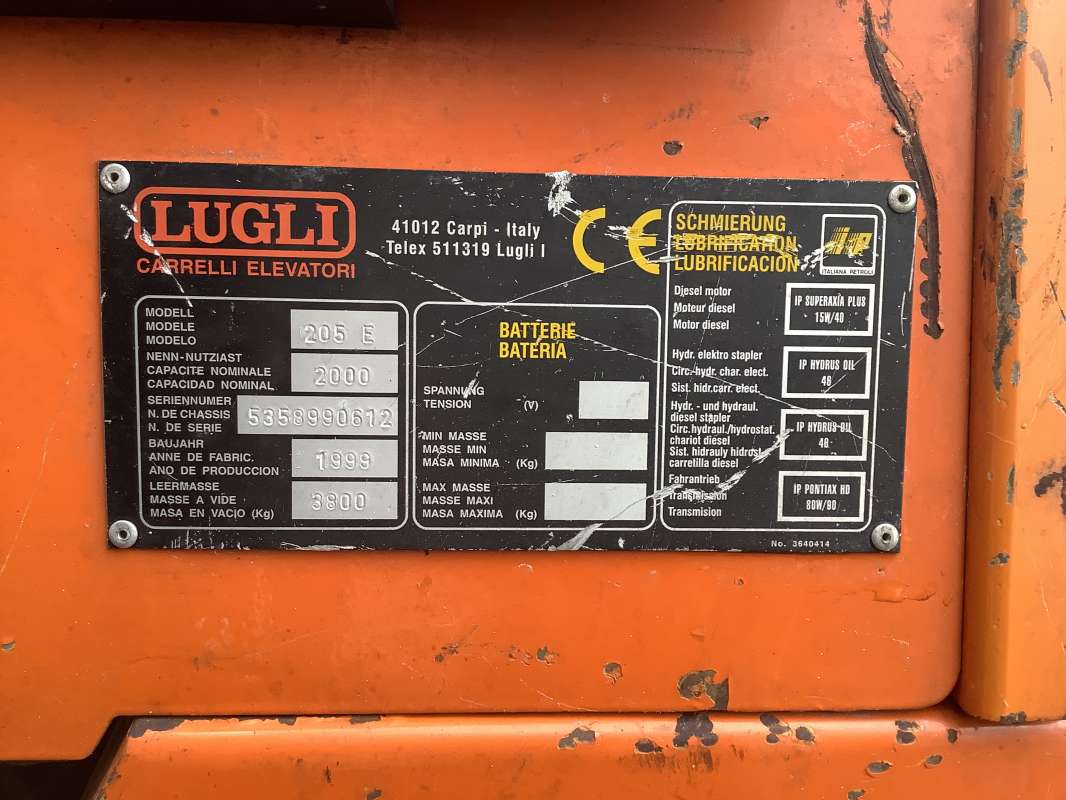 LUGLI
CARRELLI ELEVATORI
41012 Carpi - Italy
Telex 511319 Lugli I
CE
MODELL
MODELE
MODELO
205 E
NENN-NUTZIAST
CAPACITE NOMINALE
CAPACIDAD NOMINAL
2000
SERIENNUMER
N. DE CHASSIS
N. DE SERIE
5358990612
BAUJAHR
ANNE DE FABRIC.
ANO DE PRODUCCION
1999
LEERMASSE
MASSE A VIDE
MASA EN VACIO (Kg)
3800
BATTERIE
BATERIA
SPANNUNG
TENSION (V)
MIN MASSE
MASSE MIN
MASA MINIMA (Kg)
MAX MASSE
MASSE MAXI
MASA MAXIMA (Kg)
SCHMIERUNG
LUBRIFICATION
LUBRIFICACION
IP
ITALIANA PETROLI
Diesel motor
Moteur diesel
Motor diesel
IP SUPERAXIA PLUS
15W/40
Hydr. elektro stapler
Circ. hydr. char. elect.
Sist. hidr. carr. elect.
IP HYDRUS OIL
46
Hydr. - und hydraul.
diesel stapler
Circ. hydraul./hydrostat.
chariot diesel
Sist. hidrauly hidrost.
carretilla diesel
IP HYDRUS OIL
46
Fahrantrieb
Transmission
Transmision
IP PONTIAX HD
80W/90
No. 3640414